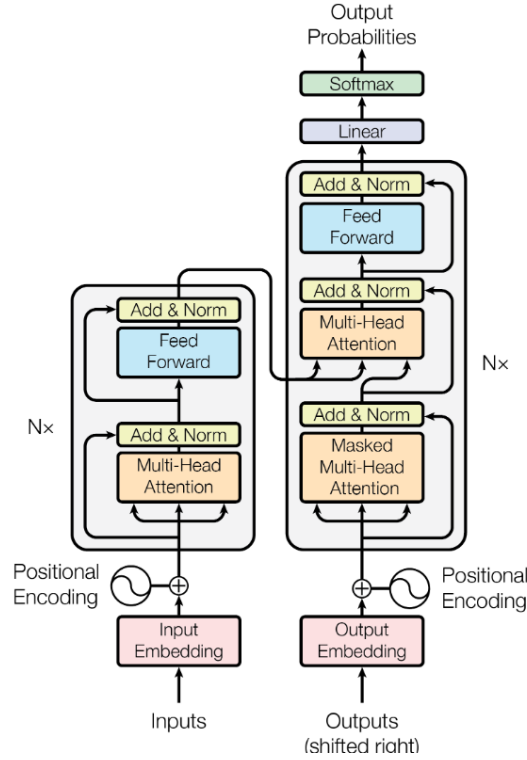 Output
Probabilities
Softmax
Linear
Add & Norm
Feed
Forward
Add & Norm
Multi-Head
Attention
Add & Norm
Masked
Multi-Head
Attention
N×
Positional
Encoding
Output
Embedding
Outputs
(shifted right)
Add & Norm
Feed
Forward
N×
Add & Norm
Multi-Head
Attention
Positional
Encoding
Input
Embedding
Inputs